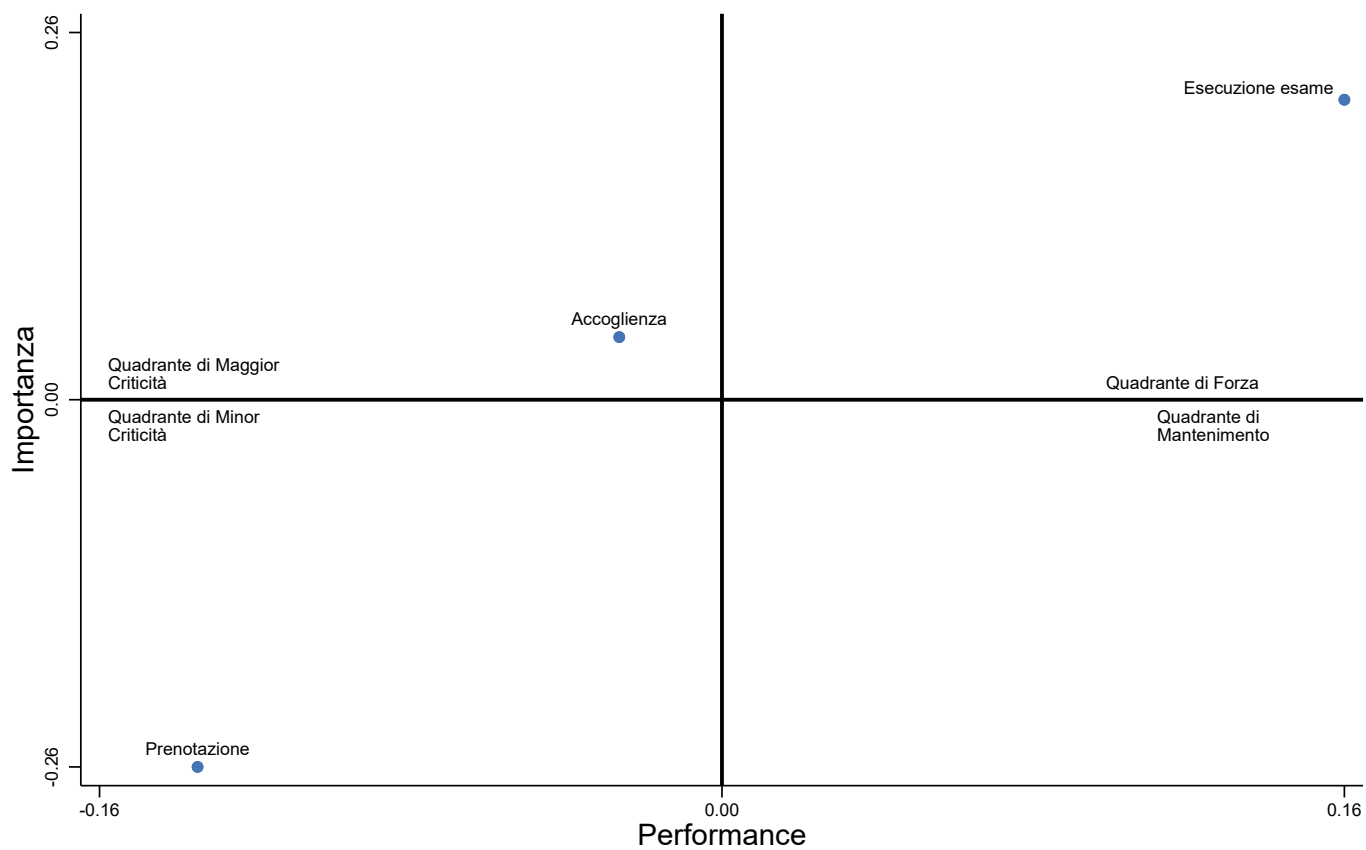 0.26
Esecuzione esame
Accoglienza
Quadrante di Maggior
Criticità
Quadrante di Forza
0.00
Importanza
Quadrante di Minor
Criticità
Quadrante di
Mantenimento
Prenotazione
-0.26
-0.16
0.00
0.16
Performance